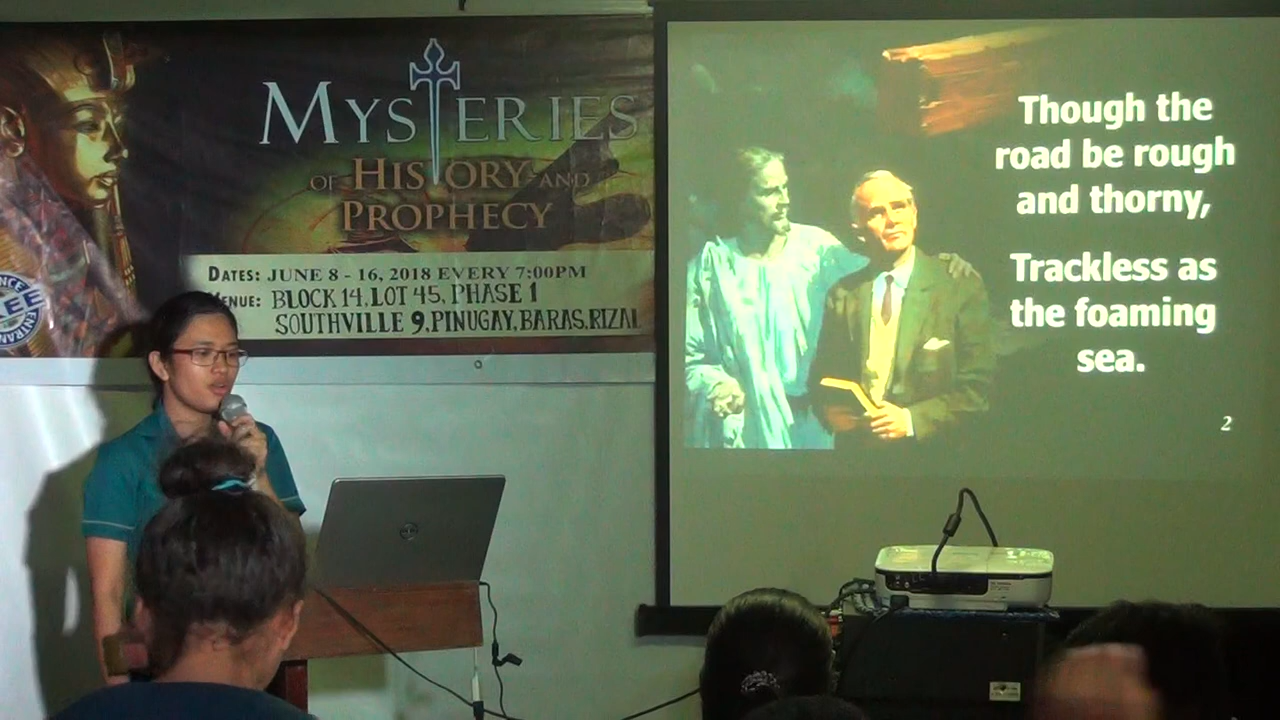 MYSTERIES
OF HISTORY AND
PROPHECY
DATES: JUNE 8 - 16, 2018 EVERY 7:00PM
VENUE: BLOCK 14, LOT 45, PHASE 1
SOUTHVILLE 9, PINUGAY, BARAS, RIZAL
Though the
road be rough
and thorny,
Trackless as
the foaming
sea.
2
DELL